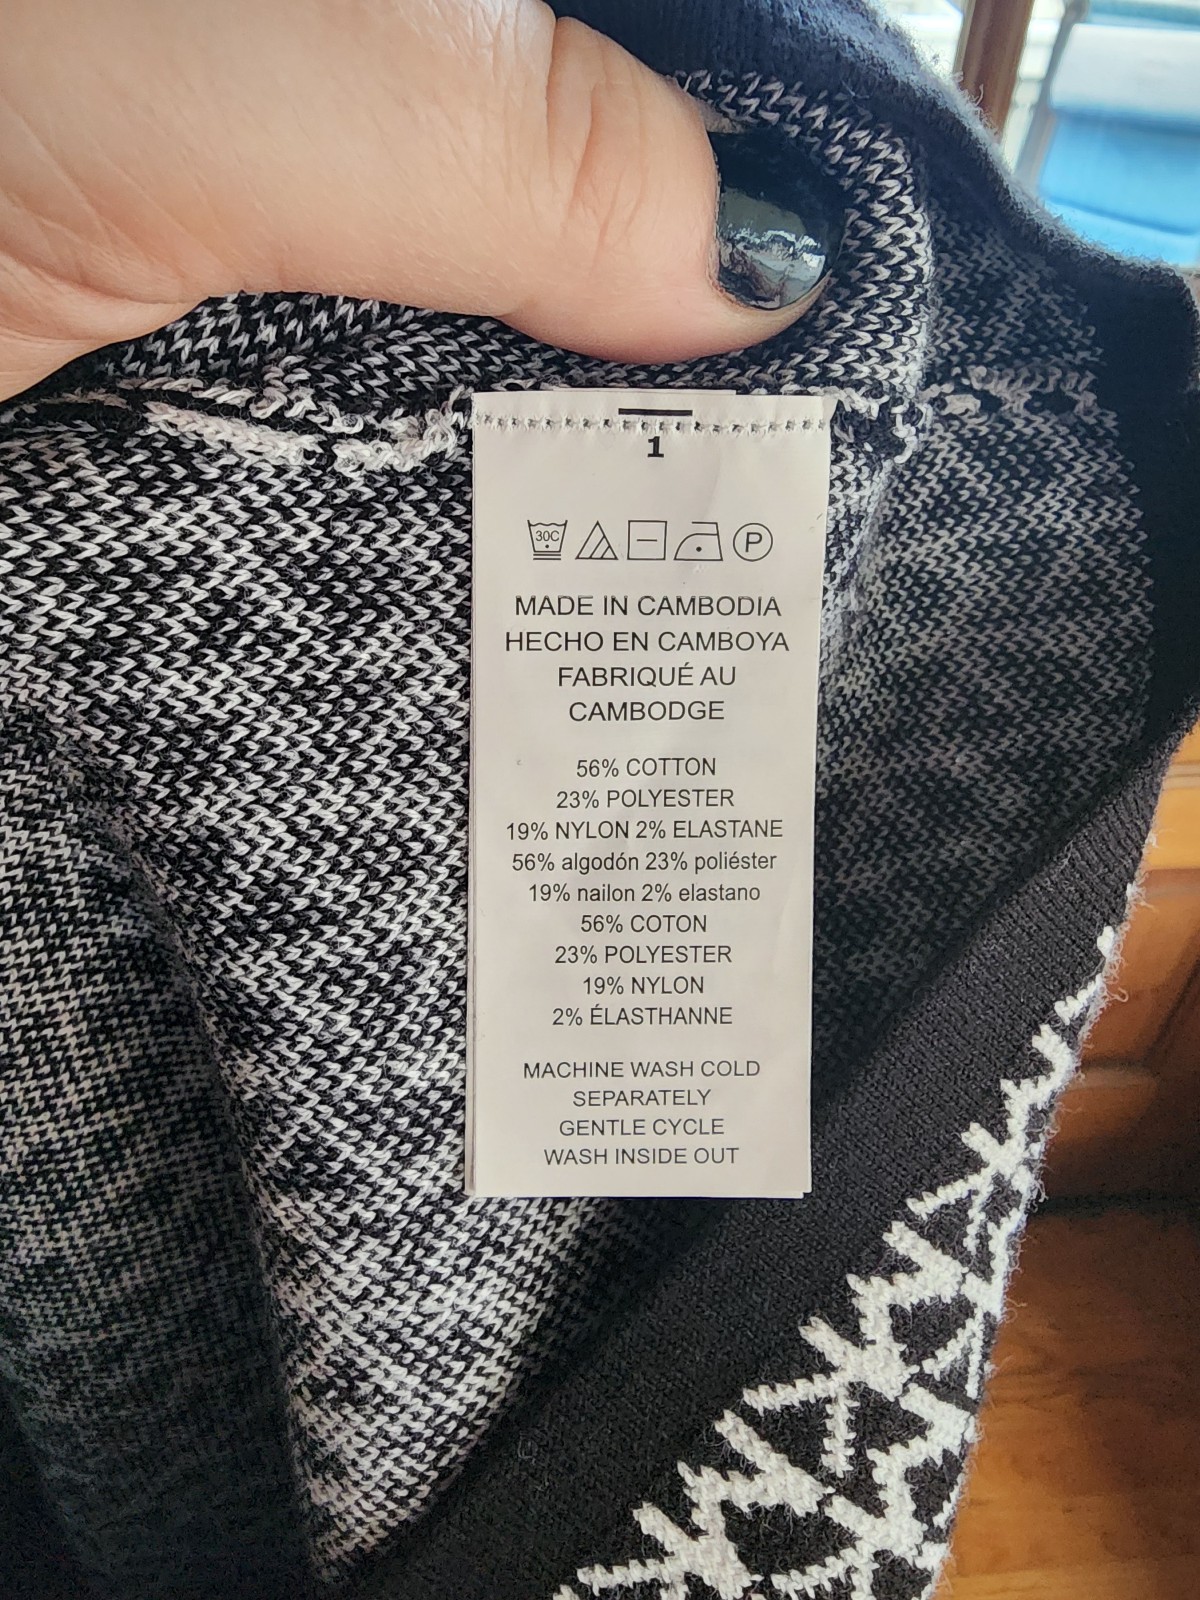 1
30C
P
MADE IN CAMBODIA
HECHO EN CAMBOYA
FABRIQUÉ AU
CAMBODGE
56% COTTON
23% POLYESTER
19% NYLON 2% ELASTANE
56% algodón 23% poliéster
19% nailon 2% elastano
56% COTON
23% POLYESTER
19% NYLON
2% ÉLASTHANNE
MACHINE WASH COLD
SEPARATELY
GENTLE CYCLE
WASH INSIDE OUT